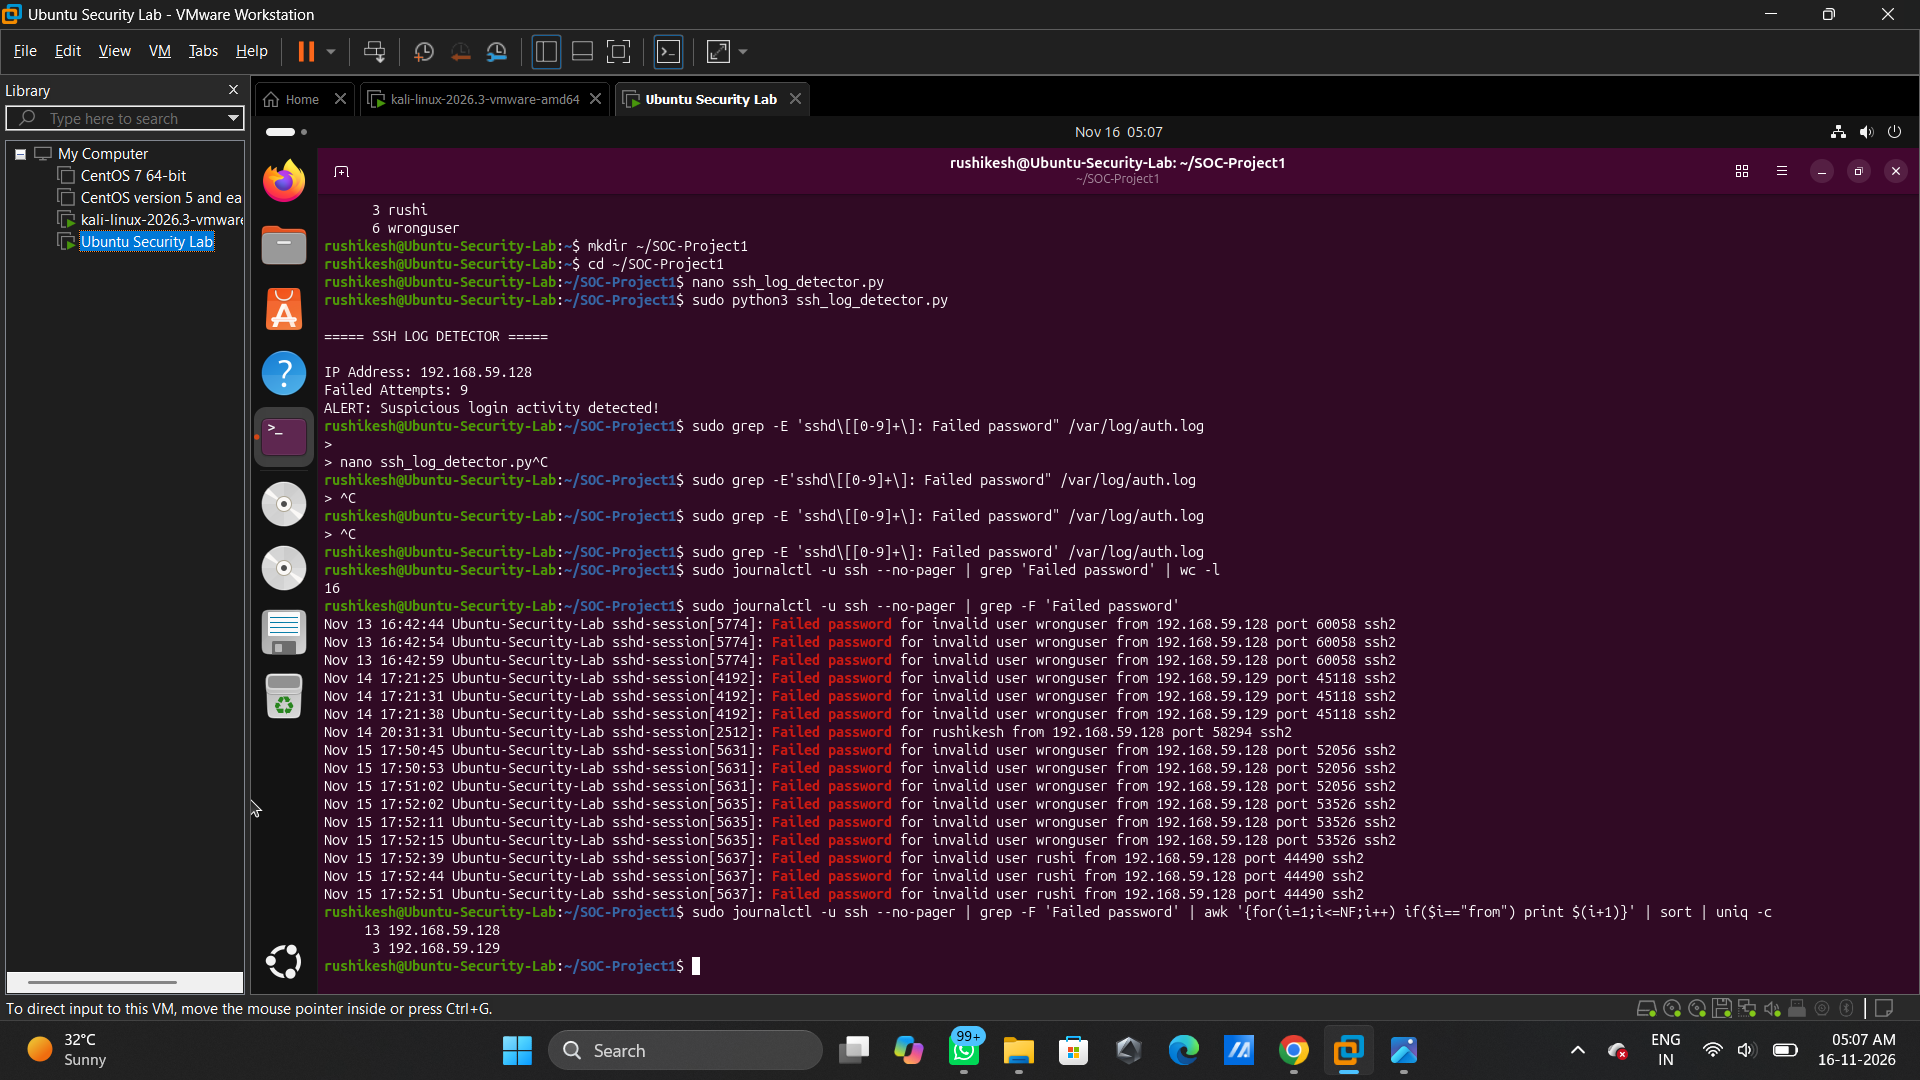 Ubuntu Security Lab - VMware Workstation
File Edit View VM Tabs Help
Library
Type here to search
My Computer
CentOS 7 64-bit
CentOS version 5 and ea
kali-linux-2026.3-vmware
Ubuntu Security Lab
Home
kali-linux-2026.3-vmware-amd64
Ubuntu Security Lab
Nov 16 05:07
rushikesh@Ubuntu-Security-Lab: ~/SOC-Project1
~/SOC-Project1
3 rushi
6 wronguser
rushikesh@Ubuntu-Security-Lab:~$ mkdir ~/SOC-Project1
rushikesh@Ubuntu-Security-Lab:~$ cd ~/SOC-Project1
rushikesh@Ubuntu-Security-Lab:~/SOC-Project1$ nano ssh_log_detector.py
rushikesh@Ubuntu-Security-Lab:~/SOC-Project1$ sudo python3 ssh_log_detector.py
===== SSH LOG DETECTOR =====
IP Address: 192.168.59.128
Failed Attempts: 9
ALERT: Suspicious login activity detected!
rushikesh@Ubuntu-Security-Lab:~/SOC-Project1$ sudo grep -E 'sshd\[[0-9]+\]: Failed password" /var/log/auth.log
>
> nano ssh_log_detector.py^C
rushikesh@Ubuntu-Security-Lab:~/SOC-Project1$ sudo grep -E'sshd\[[0-9]+\]: Failed password" /var/log/auth.log
> ^C
rushikesh@Ubuntu-Security-Lab:~/SOC-Project1$ sudo grep -E 'sshd\[[0-9]+\]: Failed password" /var/log/auth.log
> ^C
rushikesh@Ubuntu-Security-Lab:~/SOC-Project1$ sudo grep -E 'sshd\[[0-9]+\]: Failed password' /var/log/auth.log
rushikesh@Ubuntu-Security-Lab:~/SOC-Project1$ sudo journalctl -u ssh --no-pager | grep 'Failed password' | wc -l
16
rushikesh@Ubuntu-Security-Lab:~/SOC-Project1$ sudo journalctl -u ssh --no-pager | grep -F 'Failed password'
Nov 13 16:42:44 Ubuntu-Security-Lab sshd-session[5774]: Failed password for invalid user wronguser from 192.168.59.128 port 60058 ssh2
Nov 13 16:42:54 Ubuntu-Security-Lab sshd-session[5774]: Failed password for invalid user wronguser from 192.168.59.128 port 60058 ssh2
Nov 13 16:42:59 Ubuntu-Security-Lab sshd-session[5774]: Failed password for invalid user wronguser from 192.168.59.128 port 60058 ssh2
Nov 14 17:21:25 Ubuntu-Security-Lab sshd-session[4192]: Failed password for invalid user wronguser from 192.168.59.129 port 45118 ssh2
Nov 14 17:21:31 Ubuntu-Security-Lab sshd-session[4192]: Failed password for invalid user wronguser from 192.168.59.129 port 45118 ssh2
Nov 14 17:21:38 Ubuntu-Security-Lab sshd-session[4192]: Failed password for invalid user wronguser from 192.168.59.129 port 45118 ssh2
Nov 14 20:31:31 Ubuntu-Security-Lab sshd-session[2512]: Failed password for rushikesh from 192.168.59.128 port 58294 ssh2
Nov 15 17:50:45 Ubuntu-Security-Lab sshd-session[5631]: Failed password for invalid user wronguser from 192.168.59.128 port 52056 ssh2
Nov 15 17:50:53 Ubuntu-Security-Lab sshd-session[5631]: Failed password for invalid user wronguser from 192.168.59.128 port 52056 ssh2
Nov 15 17:51:02 Ubuntu-Security-Lab sshd-session[5631]: Failed password for invalid user wronguser from 192.168.59.128 port 52056 ssh2
Nov 15 17:52:02 Ubuntu-Security-Lab sshd-session[5635]: Failed password for invalid user wronguser from 192.168.59.128 port 53526 ssh2
Nov 15 17:52:11 Ubuntu-Security-Lab sshd-session[5635]: Failed password for invalid user wronguser from 192.168.59.128 port 53526 ssh2
Nov 15 17:52:15 Ubuntu-Security-Lab sshd-session[5635]: Failed password for invalid user wronguser from 192.168.59.128 port 53526 ssh2
Nov 15 17:52:39 Ubuntu-Security-Lab sshd-session[5637]: Failed password for invalid user rushi from 192.168.59.128 port 44490 ssh2
Nov 15 17:52:44 Ubuntu-Security-Lab sshd-session[5637]: Failed password for invalid user rushi from 192.168.59.128 port 44490 ssh2
Nov 15 17:52:51 Ubuntu-Security-Lab sshd-session[5637]: Failed password for invalid user rushi from 192.168.59.128 port 44490 ssh2
rushikesh@Ubuntu-Security-Lab:~/SOC-Project1$ sudo journalctl -u ssh --no-pager | grep -F 'Failed password' | awk '{for(i=1;i<=NF;i++) if($i=="from") print $(i+1)}' | sort | uniq -c
13 192.168.59.128
3 192.168.59.129
rushikesh@Ubuntu-Security-Lab:~/SOC-Project1$
To direct input to this VM, move the mouse pointer inside or press Ctrl+G.
32°C
Sunny
Search
99+
ENG
IN
05:07 AM
16-11-2026